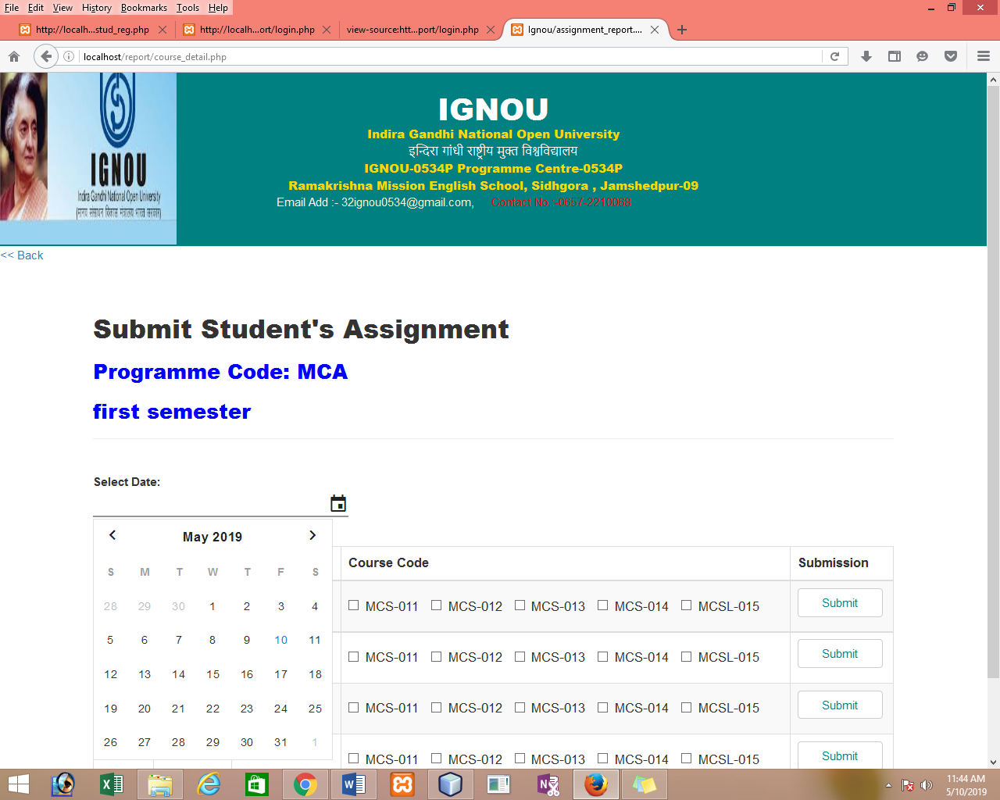 File Edit View History Bookmarks Tools Help
http://localh...stud_reg.php
http://localh...ort/login.php
view-source:htt...port/login.php
Ignou/assignment_report....
localhost/report/course_detail.php
IGNOU
Indira Gandhi National Open University
(मानव संसाधन विकास मंत्रालय भारत सरकार)
IGNOU
Indira Gandhi National Open University
इन्दिरा गांधी राष्ट्रीय मुक्त विश्वविद्यालय
IGNOU-0534P Programme Centre-0534P
Ramakrishna Mission English School, Sidhgora , Jamshedpur-09
Email Add :- 32ignou0534@gmail.com, Contact No :-0657-2210068
<< Back
Submit Student's Assignment
Programme Code: MCA
first semester
Select Date:
May 2019
S M T W T F S
28 29 30 1 2 3 4
5 6 7 8 9 10 11
12 13 14 15 16 17 18
19 20 21 22 23 24 25
26 27 28 29 30 31 1
Course Code Submission
MCS-011 MCS-012 MCS-013 MCS-014 MCSL-015 Submit
MCS-011 MCS-012 MCS-013 MCS-014 MCSL-015 Submit
MCS-011 MCS-012 MCS-013 MCS-014 MCSL-015 Submit
MCS-011 MCS-012 MCS-013 MCS-014 MCSL-015 Submit
11:44 AM
5/10/2019